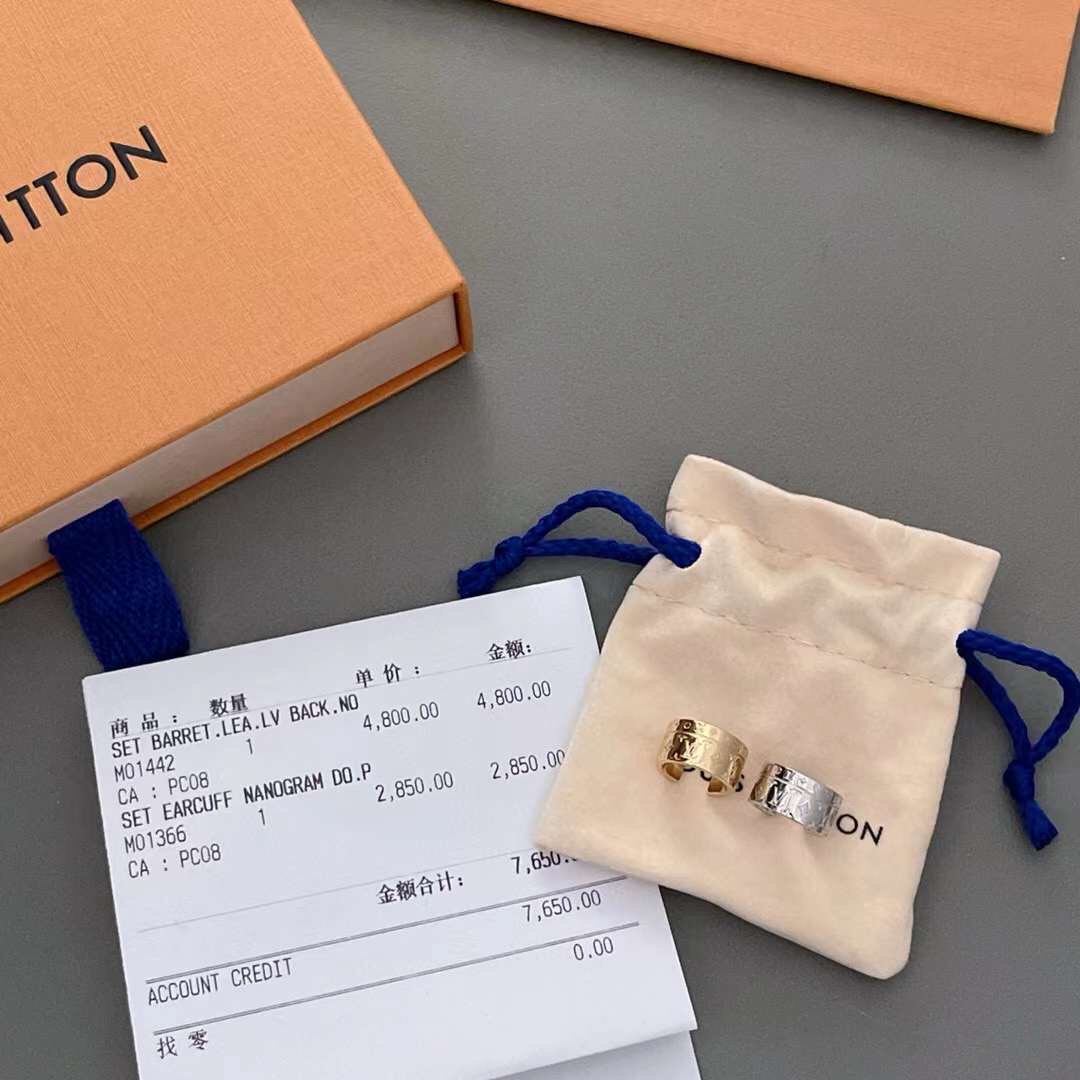 ITTON
商品： 数量 单价： 金额:
SET BARRET.LEA.LV BACK.NO
1 4,800.00 4,800.00
M01442
CA : PC08
SET EARCUFF NANOGRAM DO.P
1 2,850.00 2,850.00
M01366
CA : PC08
金额合计: 7,650.
7,650.00
ACCOUNT CREDIT 0.00
找零
ON